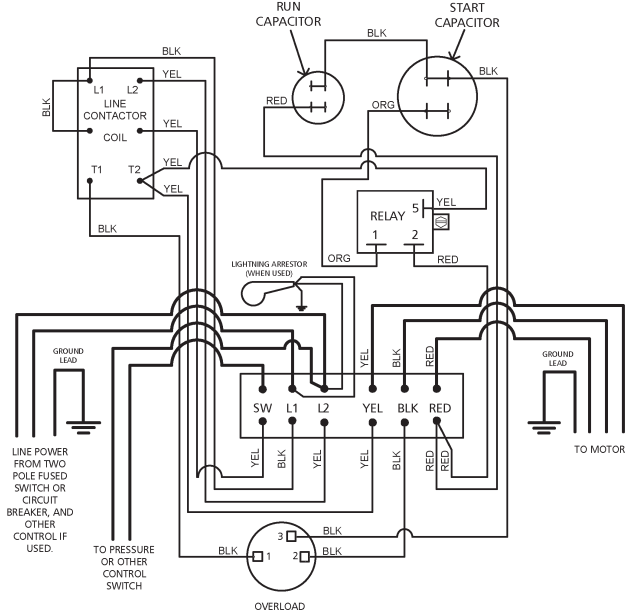 RUN
CAPACITOR
START
CAPACITOR
BLK
BLK
BLK
YEL
L1 L2
LINE
CONTACTOR
COIL
BLK
YEL
RED
ORG
T1 T2
YEL
YEL
BLK
YEL
5
RELAY
1 2
ORG
RED
LIGHTNING ARRESTOR
(WHEN USED)
GROUND
LEAD
YEL
BLK
RED
GROUND
LEAD
SW L1 L2 YEL BLK RED
LINE POWER
FROM TWO
POLE FUSED
SWITCH OR
CIRCUIT
BREAKER, AND
OTHER
CONTROL IF
USED.
YEL
BLK
YEL
YEL
BLK
RED
RED
TO MOTOR
TO PRESSURE
OR OTHER
CONTROL
SWITCH
3
BLK
BLK
1
2
BLK
OVERLOAD